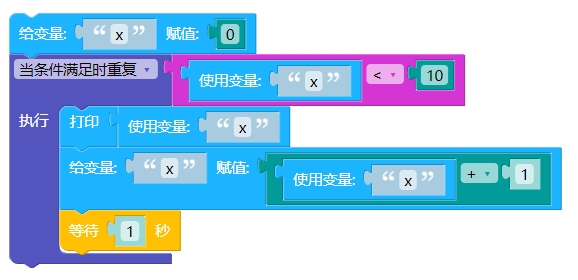 给变量: “ x ” 赋值: 0
当条件满足时重复 ▾ 使用变量: “ x ” < ▾ 10
执行 打印 使用变量: “ x ”
给变量: “ x ” 赋值: 使用变量: “ x ” + ▾ 1
等待 1 秒